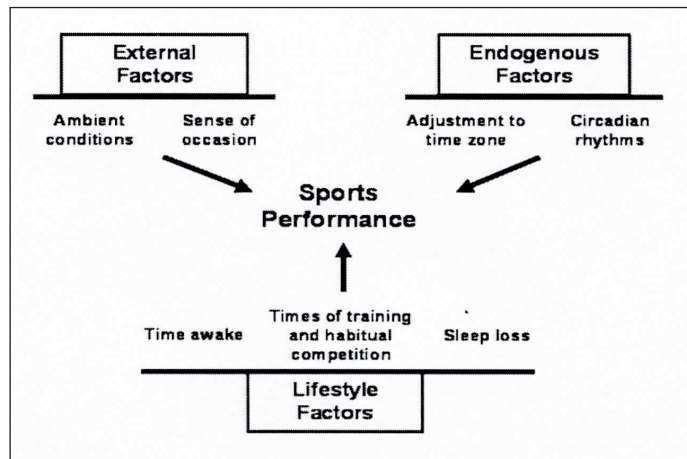 External
Factors
Endogenous
Factors
Ambient
conditions
Sense of
occasion
Adjustment to
time zone
Circadian
rhythms
Sports
Performance
Time awake
Times of training
and habitual
competition
Sleep loss
Lifestyle
Factors